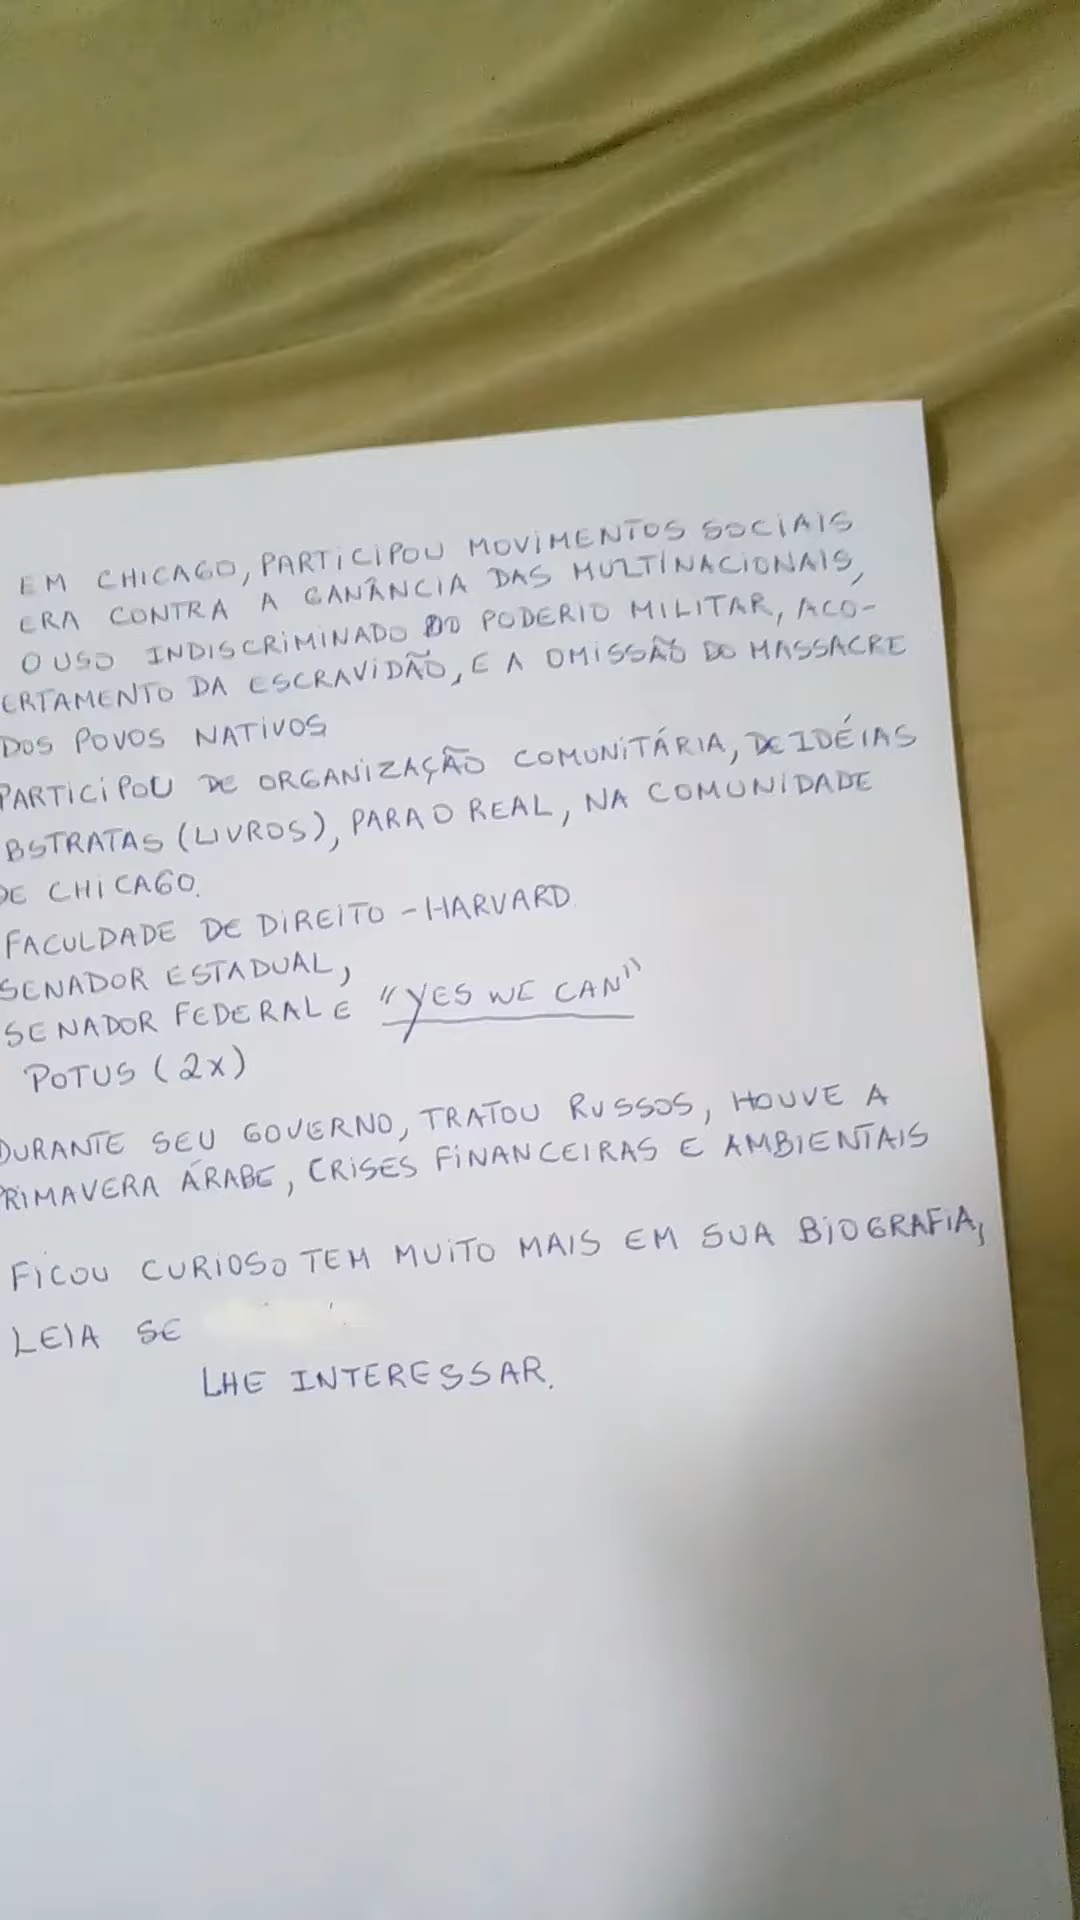 EM CHICAGO, PARTICIPOU MOVIMENTOS SOCIAIS
ERA CONTRA A GANÂNCIA DAS MULTINACIONAIS,
O USO INDISCRIMINADO DO PODERIO MILITAR, ACO-
ERTAMENTO DA ESCRAVIDÃO, E A OMISSÃO DO MASSACRE
DOS POVOS NATIVOS
PARTICIPOU DE ORGANIZAÇÃO COMUNITÁRIA, DE IDÉIAS
BSTRATAS (LIVROS), PARA O REAL, NA COMUNIDADE
DE CHICAGO.
FACULDADE DE DIREITO - HARVARD
SENADOR ESTADUAL,
SENADOR FEDERAL E "YES WE CAN"
POTUS (2X)
DURANTE SEU GOVERNO, TRATOU RUSSOS, HOUVE A
PRIMAVERA ÁRABE, CRISES FINANCEIRAS E AMBIENTAIS
FICOU CURIOSO TEM MUITO MAIS EM SUA BIOGRAFIA,
LEIA SE
LHE INTERESSAR.